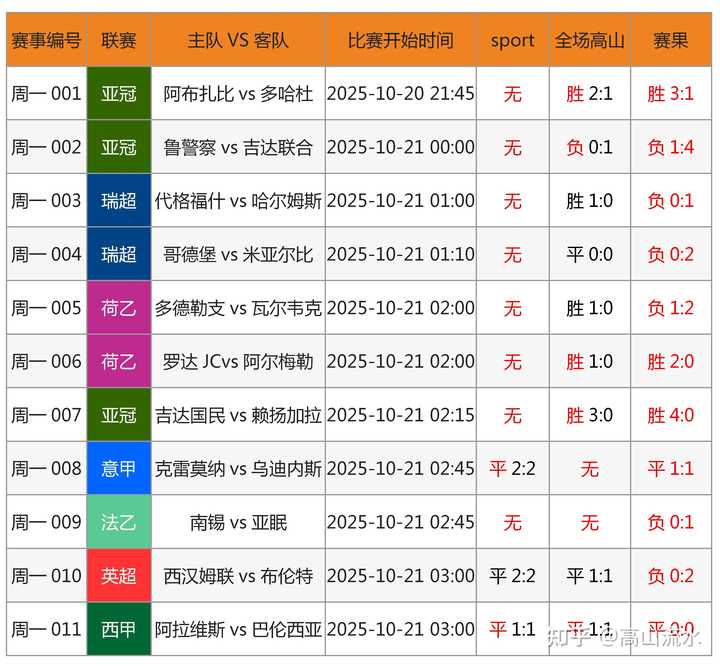 赛事编号 联赛 主队 VS 客队 比赛开始时间 sport 全场高山 赛果
周一 001 亚冠 阿布扎比 vs 多哈杜 2025-10-20 21:45 无 胜 2:1 胜 3:1
周一 002 亚冠 鲁警察 vs 吉达联合 2025-10-21 00:00 无 负 0:1 负 1:4
周一 003 瑞超 代格福什 vs 哈尔姆斯 2025-10-21 01:00 无 胜 1:0 负 0:1
周一 004 瑞超 哥德堡 vs 米亚尔比 2025-10-21 01:10 无 平 0:0 负 0:2
周一 005 荷乙 多德勒支 vs 瓦尔韦克 2025-10-21 02:00 无 胜 1:0 负 1:2
周一 006 荷乙 罗达 JCvs 阿尔梅勒 2025-10-21 02:00 无 胜 1:0 胜 2:0
周一 007 亚冠 吉达国民 vs 赖扬加拉 2025-10-21 02:15 无 胜 3:0 胜 4:0
周一 008 意甲 克雷莫纳 vs 乌迪内斯 2025-10-21 02:45 平 2:2 无 平 1:1
周一 009 法乙 南锡 vs 亚眠 2025-10-21 02:45 无 无 负 0:1
周一 010 英超 西汉姆联 vs 布伦特 2025-10-21 03:00 平 2:2 平 1:1 负 0:2
周一 011 西甲 阿拉维斯 vs 巴伦西亚 2025-10-21 03:00 平 1:1 平 1:1 平 0:0
知乎 @高山流水